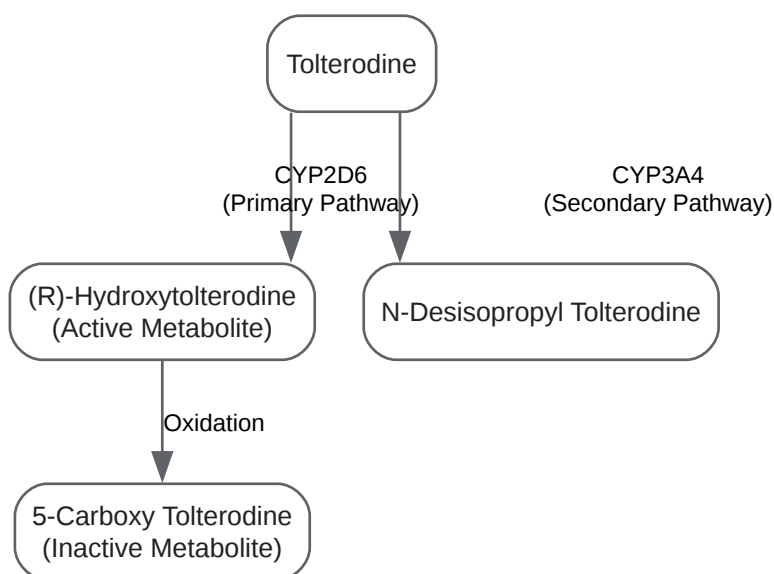 Tolterodine
CYP2D6
(Primary Pathway)
CYP3A4
(Secondary Pathway)
(R)-Hydroxytolterodine
(Active Metabolite)
N-Desisopropyl Tolterodine
Oxidation
5-Carboxy Tolterodine
(Inactive Metabolite)